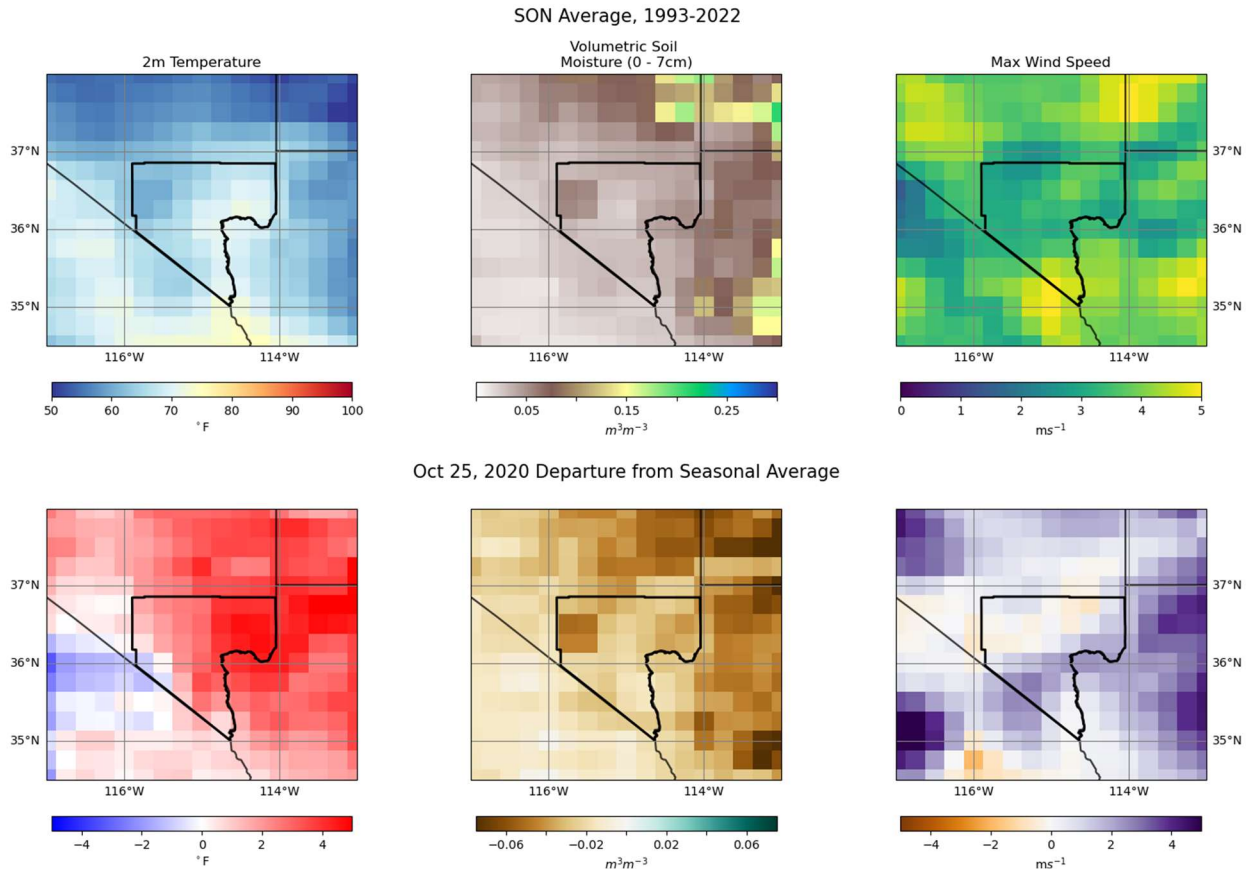 SON Average, 1993-2022
2m Temperature
Volumetric Soil
Moisture (0 - 7cm)
Max Wind Speed
37°N
36°N
35°N
37°N
36°N
35°N
116°W
114°W
116°W
114°W
116°W
114°W
50 60 70 80 90 100
°F
0.05 0.15 0.25
m³m⁻³
0 1 2 3 4 5
ms⁻¹
Oct 25, 2020 Departure from Seasonal Average
37°N
36°N
35°N
37°N
36°N
35°N
116°W
114°W
116°W
114°W
116°W
114°W
−4 −2 0 2 4
°F
−0.06 −0.02 0.02 0.06
m³m⁻³
−5 −2 0 2 4
ms⁻¹